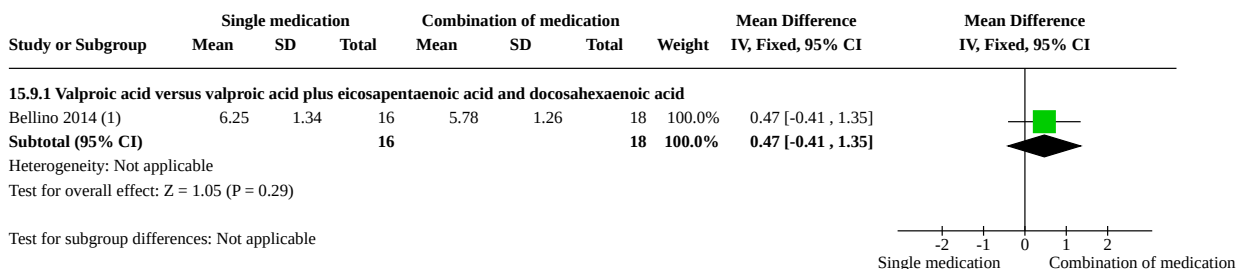 Single medication Combination of medication Mean Difference Mean Difference
Study or Subgroup Mean SD Total Mean SD Total Weight IV, Fixed, 95% CI IV, Fixed, 95% CI
15.9.1 Valproic acid versus valproic acid plus eicosapentaenoic acid and docosahexaenoic acid
Bellino 2014 (1) 6.25 1.34 16 5.78 1.26 18 100.0% 0.47 [-0.41 , 1.35]
Subtotal (95% CI) 16 18 100.0% 0.47 [-0.41 , 1.35]
Heterogeneity: Not applicable
Test for overall effect: Z = 1.05 (P = 0.29)
Test for subgroup differences: Not applicable
-2 -1 0 1 2
Single medication Combination of medication